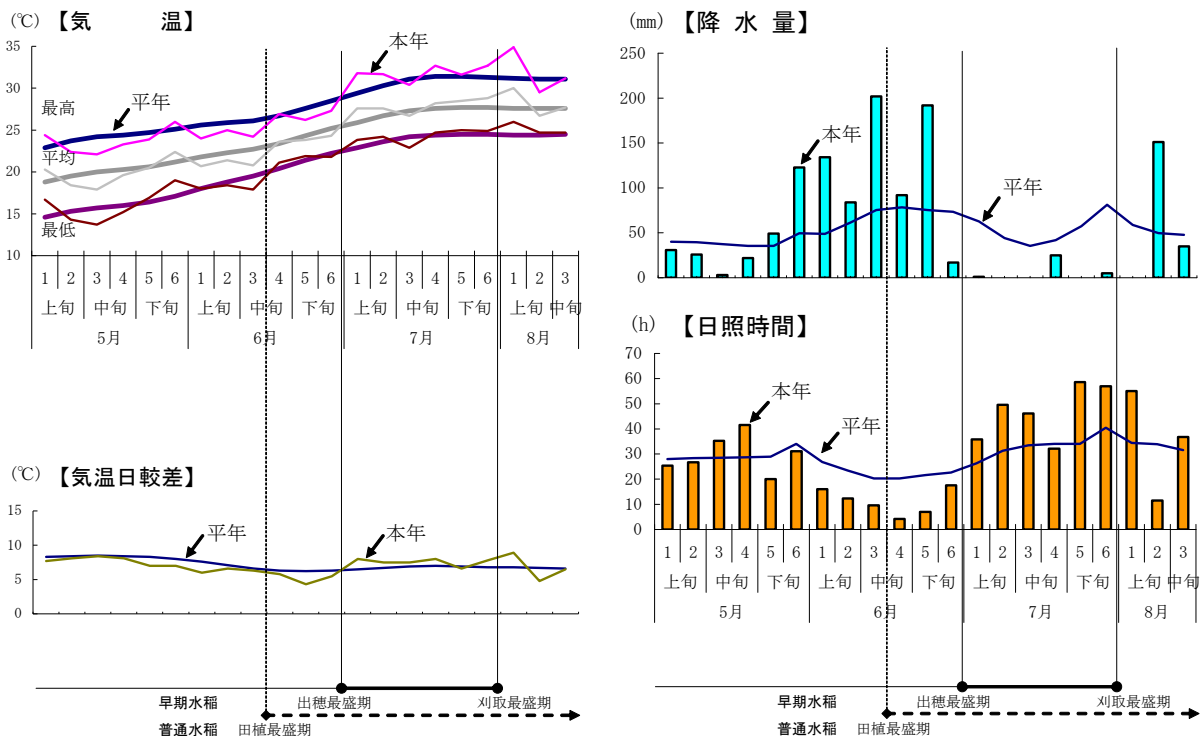 (℃) 【気　　　温】
35
30
25
20
15
10
本年
平年
最高
平均
最低
1 2 3 4 5 6 1 2 3 4 5 6 1 2 3 4 5 6 1 2 3
上旬 中旬 下旬 上旬 中旬 下旬 上旬 中旬 下旬 上旬 中旬
5月 6月 7月 8月
(℃) 【気温日較差】
15
10
5
0
平年
本年
早期水稲 出穂最盛期 刈取最盛期
普通水稲 田植最盛期
(mm) 【降 水 量】
250
200
150
100
50
0
本年
平年
(h) 【日照時間】
70
60
50
40
30
20
10
0
本年
平年
1 2 3 4 5 6 1 2 3 4 5 6 1 2 3 4 5 6 1 2 3
上旬 中旬 下旬 上旬 中旬 下旬 上旬 中旬 下旬 上旬 中旬
5月 6月 7月 8月
早期水稲 出穂最盛期 刈取最盛期
普通水稲 田植最盛期